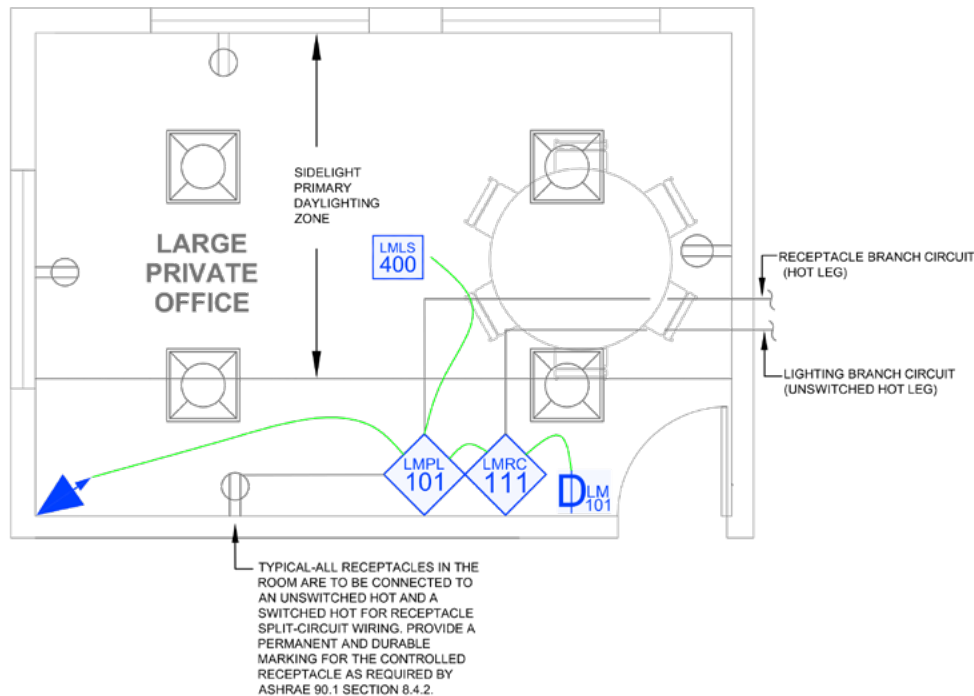 SIDELIGHT
PRIMARY
DAYLIGHTING
ZONE
LARGE
PRIVATE
OFFICE
LMLS
400
RECEPTACLE BRANCH CIRCUIT
(HOT LEG)
LIGHTING BRANCH CIRCUIT
(UNSWITCHED HOT LEG)
LMPL
101
LMRC
111
D LM
101
TYPICAL-ALL RECEPTACLES IN THE
ROOM ARE TO BE CONNECTED TO
AN UNSWITCHED HOT AND A
SWITCHED HOT FOR RECEPTACLE
SPLIT-CIRCUIT WIRING. PROVIDE A
PERMANENT AND DURABLE
MARKING FOR THE CONTROLLED
RECEPTACLE AS REQUIRED BY
ASHRAE 90.1 SECTION 8.4.2.